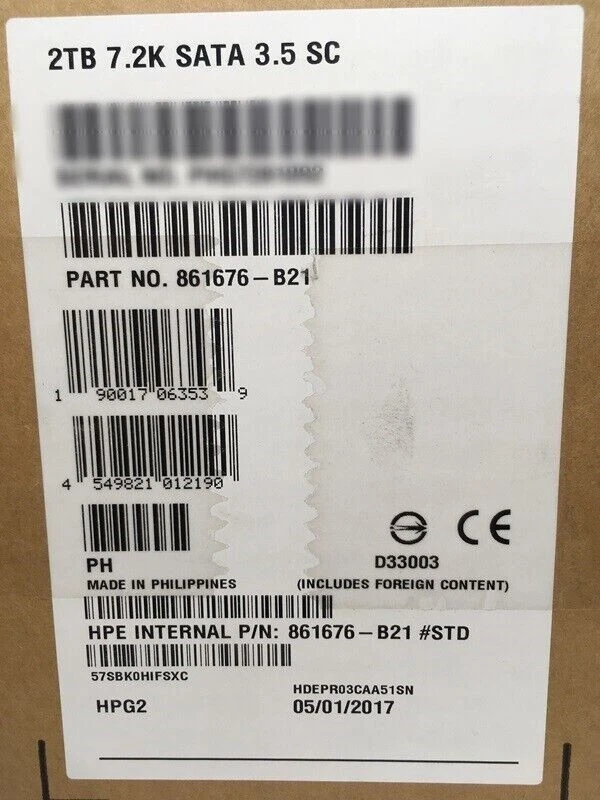 2TB 7.2K SATA 3.5 SC
PART NO. 861676-B21
1 90017 06353 9
4 549821 012190
PH
D33003
MADE IN PHILIPPINES (INCLUDES FOREIGN CONTENT)
HPE INTERNAL P/N: 861676-B21 #STD
57SBK0HIFSXC
HDEPR03CAA51SN
HPG2 05/01/2017